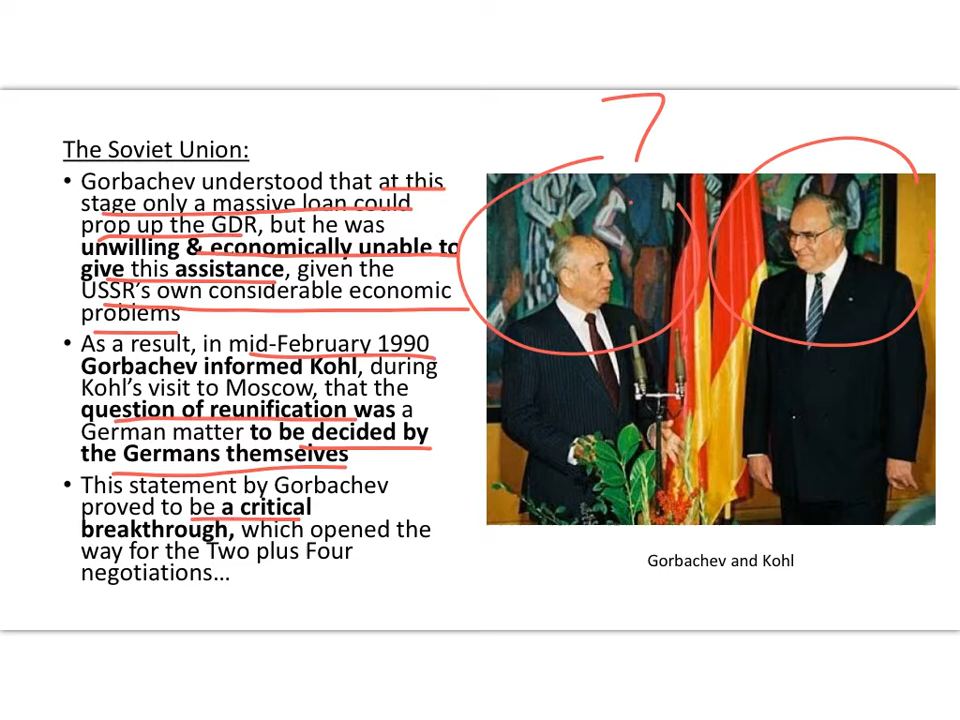 The Soviet Union:
• Gorbachev understood that at this
stage only a massive loan could
prop up the GDR, but he was
unwilling & economically unable to
give this assistance, given the
USSR's own considerable economic
problems
• As a result, in mid-February 1990
Gorbachev informed Kohl, during
Kohl's visit to Moscow, that the
question of reunification was a
German matter to be decided by
the Germans themselves
• This statement by Gorbachev
proved to be a critical
breakthrough, which opened the
way for the Two plus Four
negotiations…
Gorbachev and Kohl